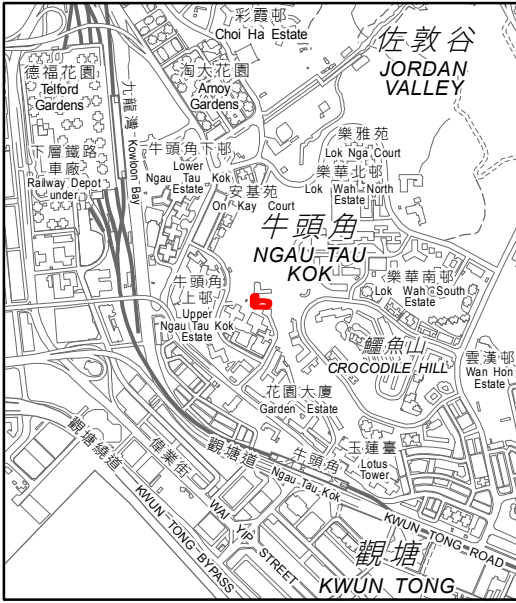 彩霞邨
Choi Ha Estate
佐敦谷
JORDAN
VALLEY
德福花園
Telford
Gardens
淘大花園
Amoy
Gardens
九龍灣
Kowloon Bay
下層鐵路
車廠
Railway Depot
under
牛頭角下邨
Lower
Ngau Tau Kok
Estate
安基苑
On Kay Court
樂雅苑
Lok Nga Court
樂華北邨
Lok Wah North
Estate
牛頭角
NGAU TAU
KOK
樂華南邨
Lok Wah South
Estate
牛頭角
上邨
Upper
Ngau Tau Kok
Estate
鱷魚山
CROCODILE HILL
雲漢邨
Wan Hon
Estate
花園大廈
Garden Estate
玉蓮臺
Lotus
Tower
觀塘道
牛頭角
Ngau Tau Kok
KWUN TONG ROAD
偉業街
WAI YIP STREET
觀塘繞道
KWUN TONG BYPASS
觀塘
KWUN TONG